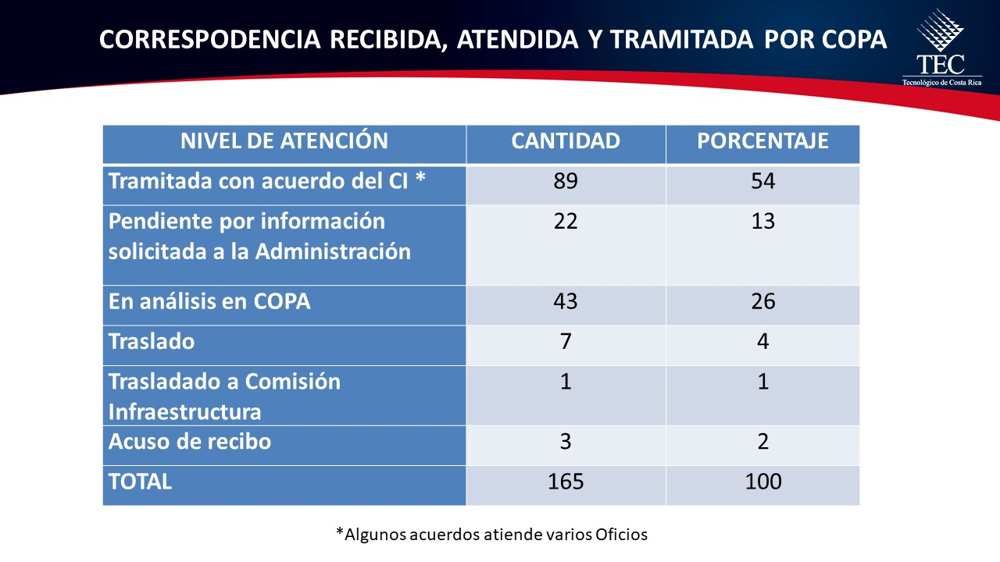 CORRESPODENCIA RECIBIDA, ATENDIDA Y TRAMITADA POR COPA
TEC
Tecnológico de Costa Rica
NIVEL DE ATENCIÓN CANTIDAD PORCENTAJE
Tramitada con acuerdo del CI * 89 54
Pendiente por información 22 13
solicitada a la Administración
En análisis en COPA 43 26
Traslado 7 4
Trasladado a Comisión 1 1
Infraestructura
Acuso de recibo 3 2
TOTAL 165 100
*Algunos acuerdos atiende varios Oficios